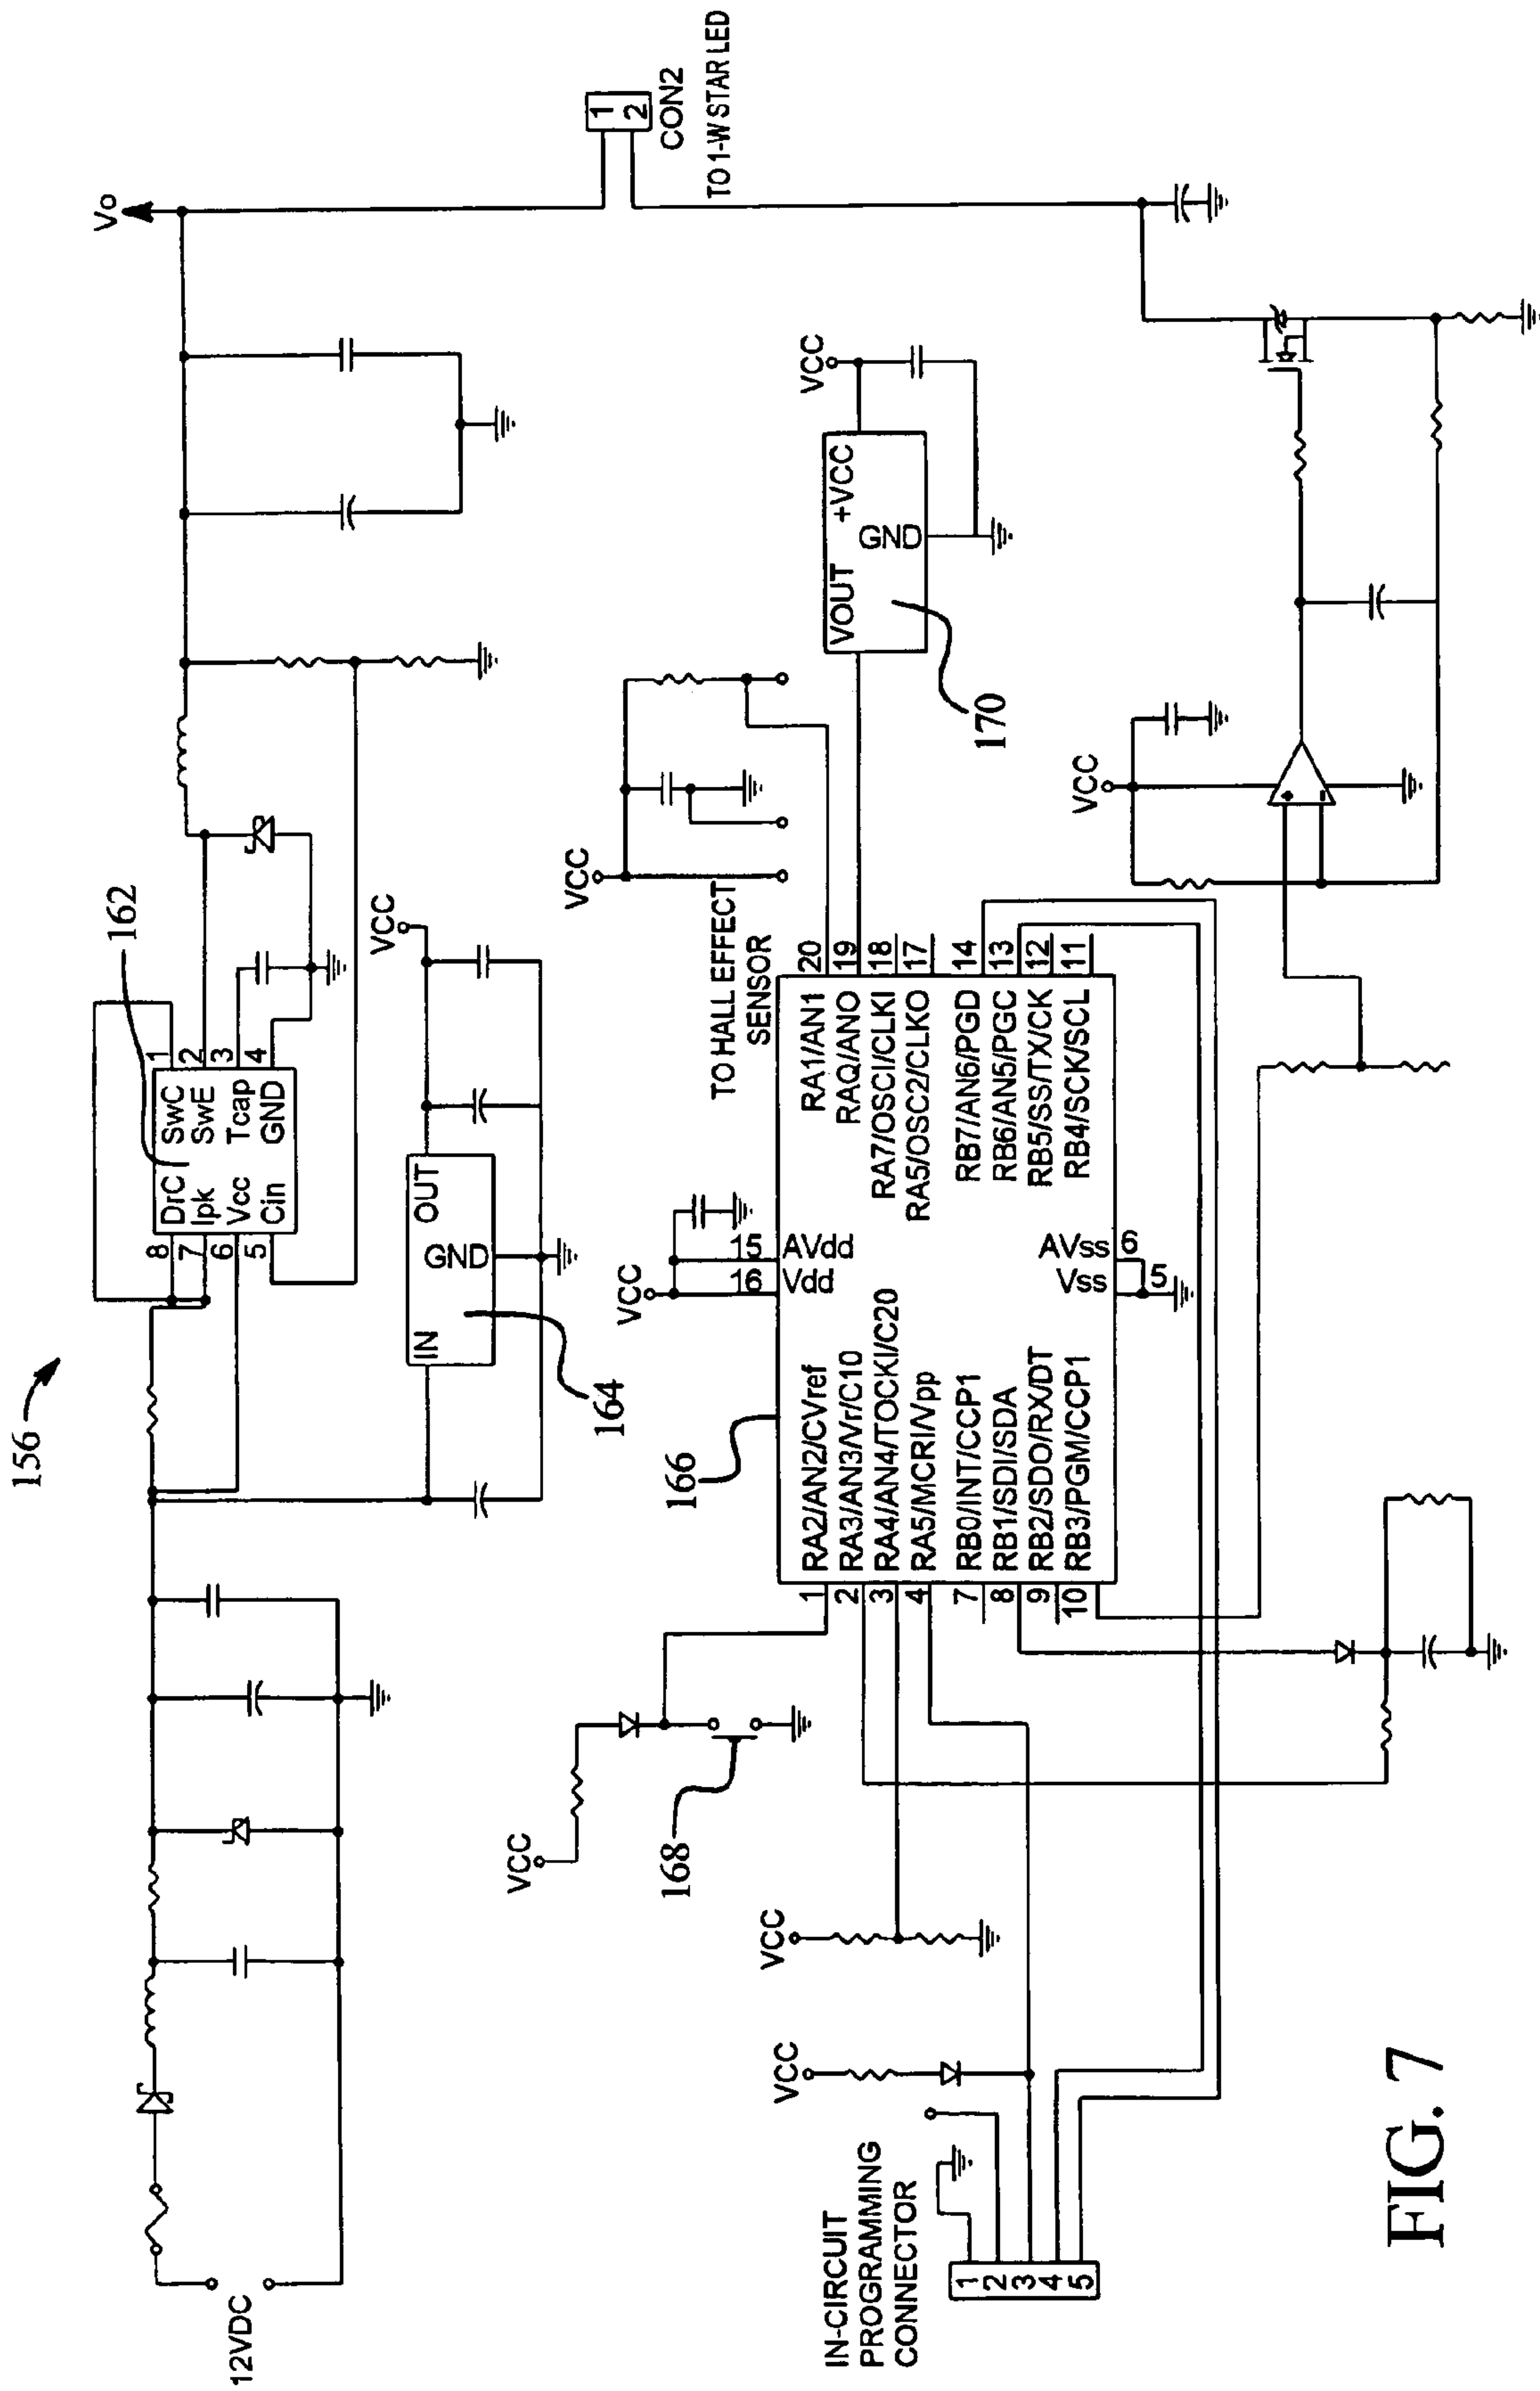 156
12VDC
162
8 DrC SwC 1
7 Ipk SwE 2
6 Vcc Tcap 3
5 Cin GND 4
Vo
VCC
IN OUT
GND
164
1
2
CON2
TO 1-W STAR LED
VCC
168
VCC
166
VCC
15 AVdd
16 Vdd
AVss 6
Vss 5
1 RA2/AN2/CVref
2 RA3/AN3/Vr/C10
3 RA4/AN4/TOCKI/C20
4 RA5/MCRI/Vpp
7 RB0/INT/CCP1
8 RB1/SDI/SDA
9 RB2/SDO/RX/DT
10 RB3/PGM/CCP1
RA1/AN1 20
RAQ/ANO 19
RA7/OSCI/CLKI 18
RA5/OSC2/CLKO 17
RB7/AN6/PGD 14
RB6/AN5/PGC 13
RB5/SS/TX/CK 12
RB4/SCK/SCL 11
TO HALL EFFECT
SENSOR
VCC
VOUT +VCC
GND
VCC
170
VCC
VCC
IN-CIRCUIT
PROGRAMMING
CONNECTOR
1
2
3
4
5
FIG. 7